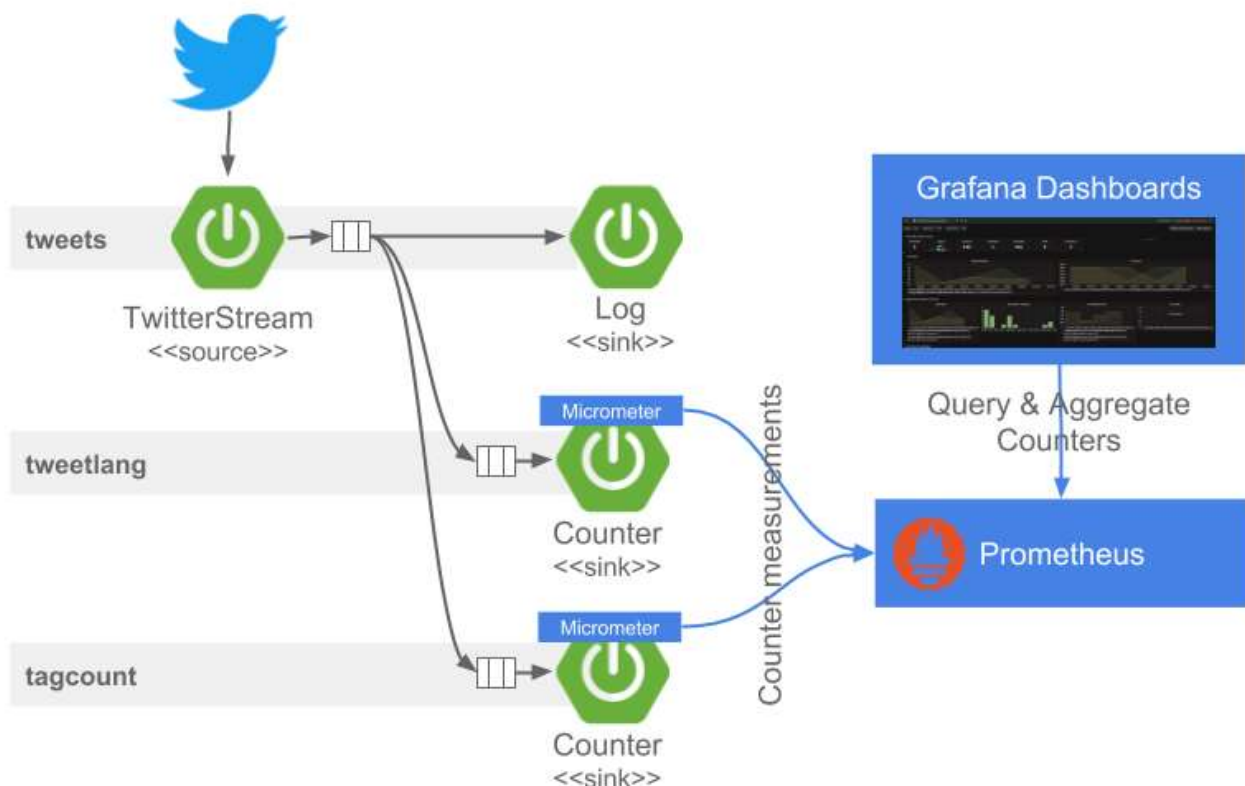 tweets
TwitterStream
<<source>>
Log
<<sink>>
Grafana Dashboards
Query & Aggregate
Counters
tweetlang
Micrometer
Counter
<<sink>>
Counter measurements
Prometheus
tagcount
Micrometer
Counter
<<sink>>